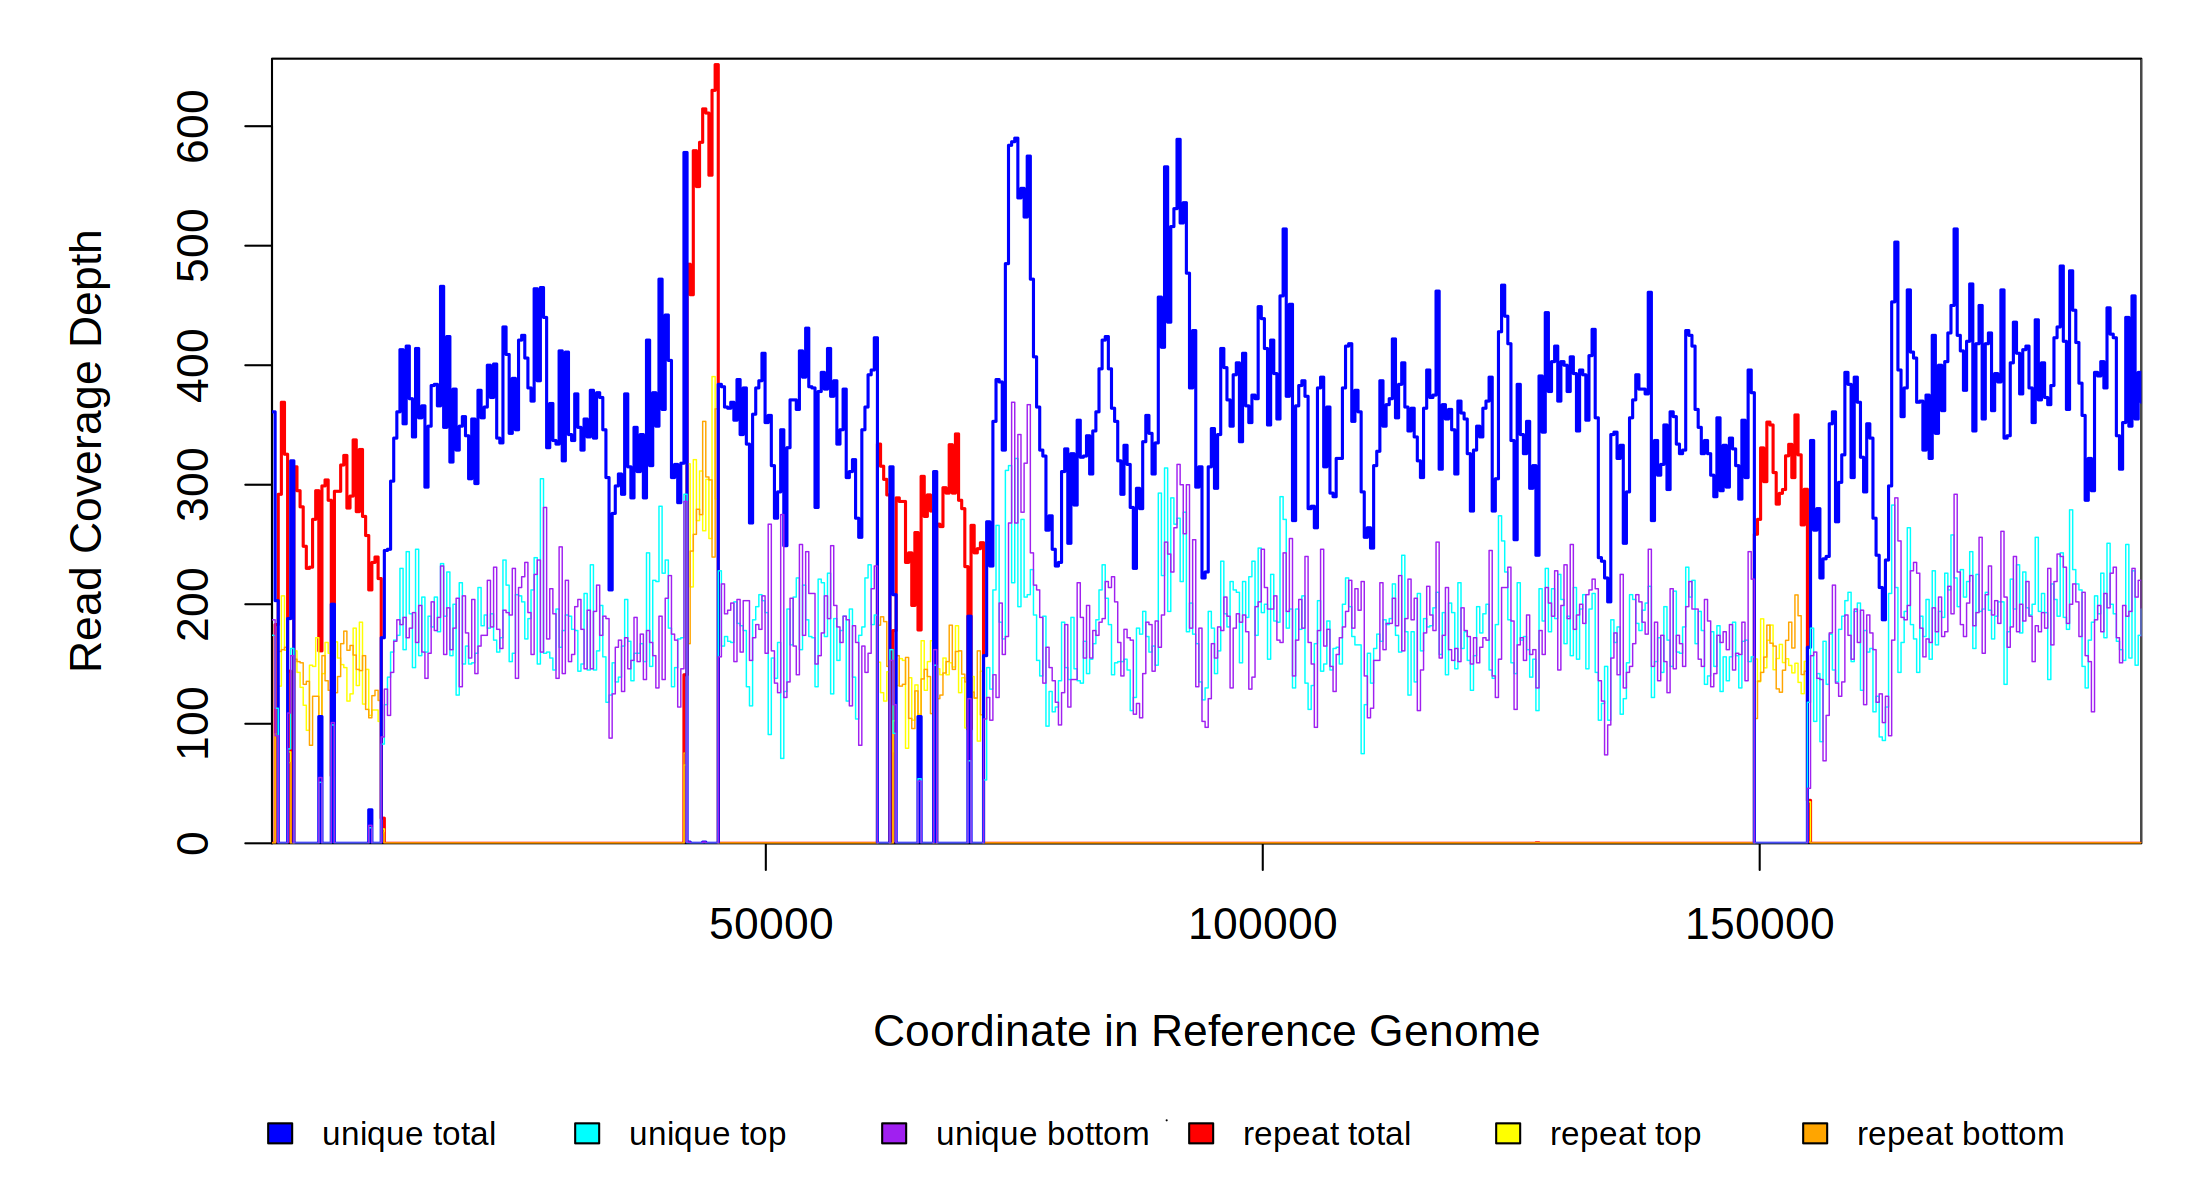 Read Coverage Depth
600
500
400
300
200
100
0
50000 100000 150000
Coordinate in Reference Genome
unique total unique top unique bottom repeat total repeat top repeat bottom